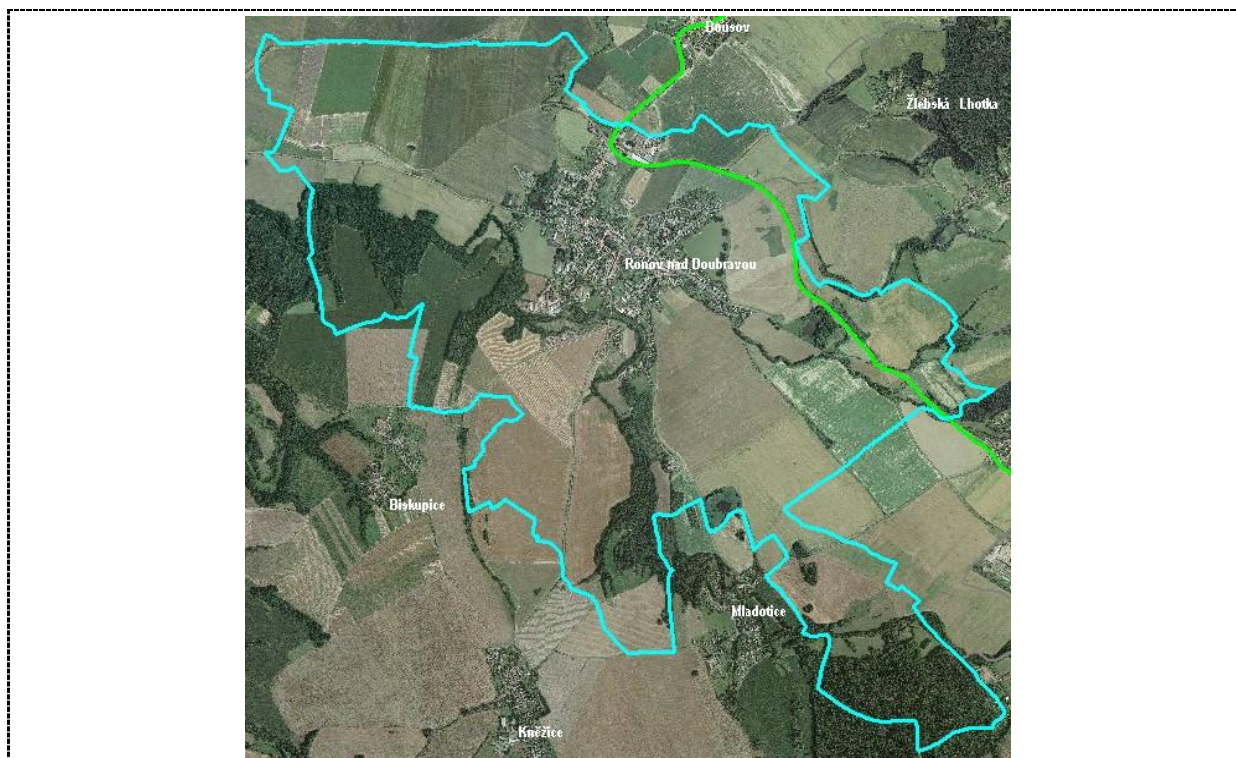 Bousov
Žlebská Lhotka
Ronov nad Doubravou
Biskupice
Mladotice
Kněžice